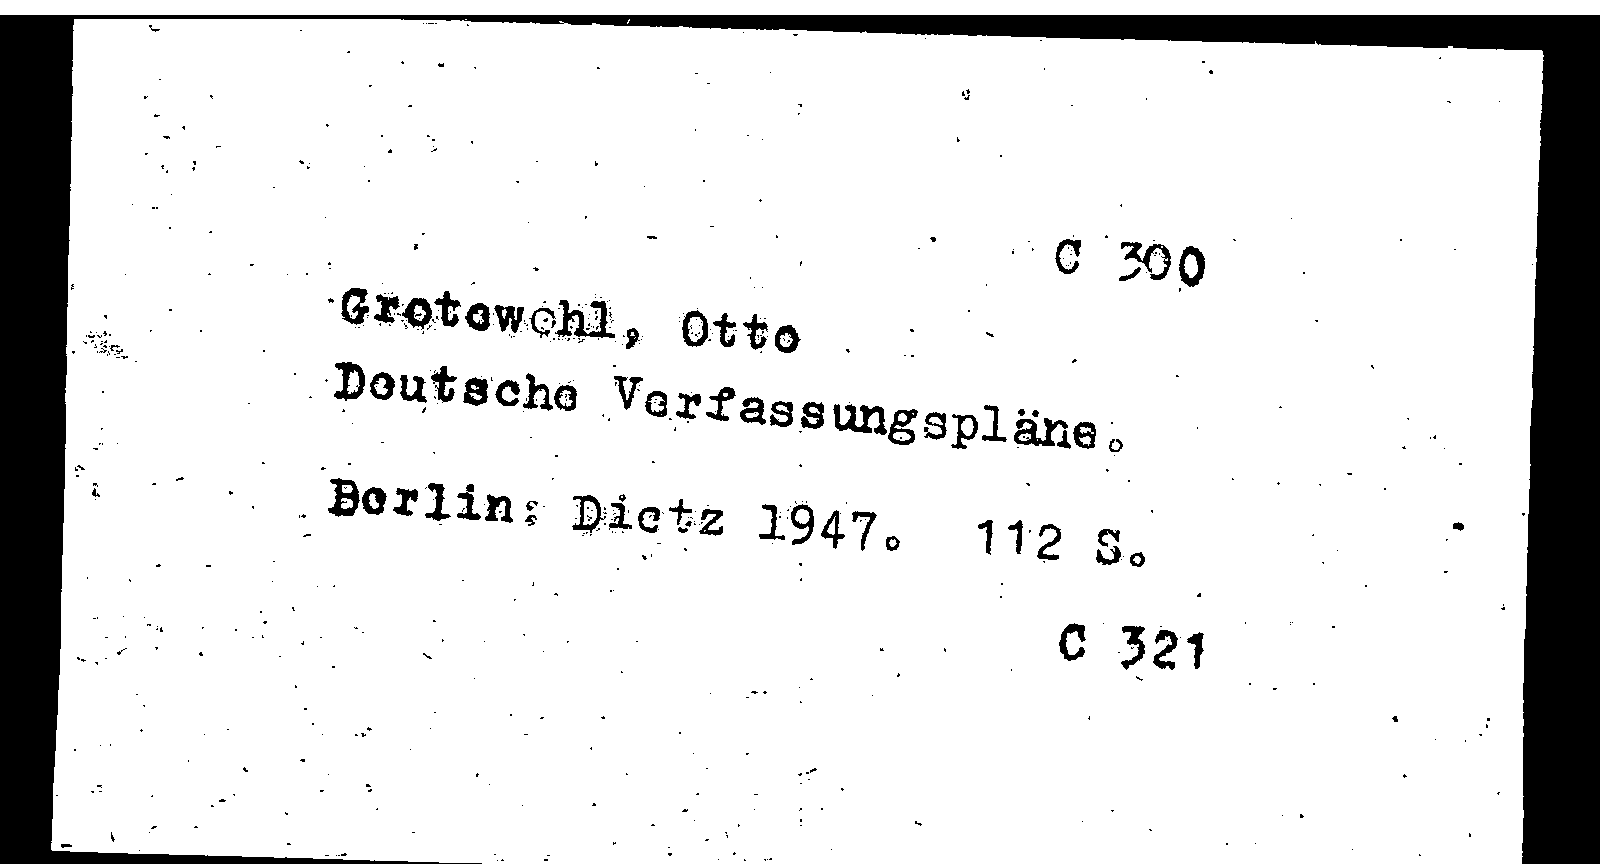 C 300
Grotewohl, Otto
Deutsche Verfassungspläne.
Berlin: Dietz 1947. 112 S.
C 321